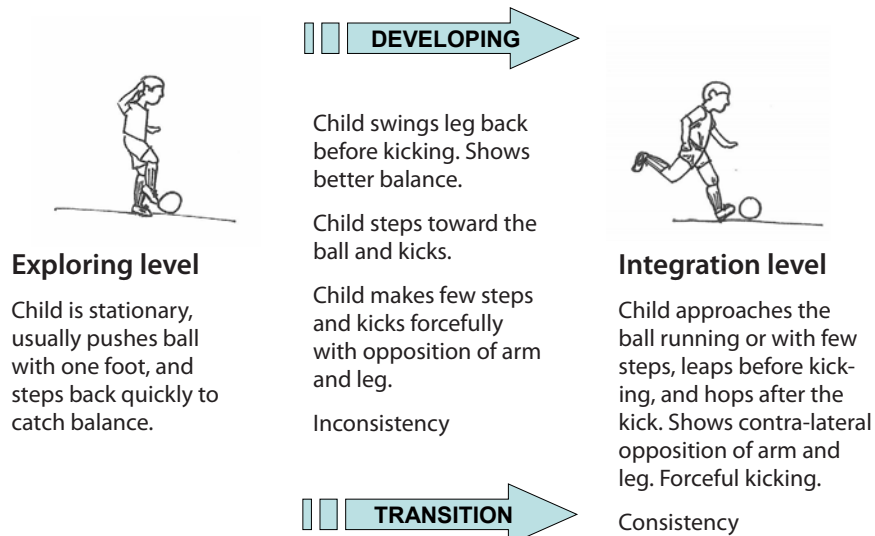 DEVELOPING
Exploring level
Child is stationary,
usually pushes ball
with one foot, and
steps back quickly to
catch balance.
Child swings leg back
before kicking. Shows
better balance.
Child steps toward the
ball and kicks.
Child makes few steps
and kicks forcefully
with opposition of arm
and leg.
Inconsistency
TRANSITION
Integration level
Child approaches the
ball running or with few
steps, leaps before kick-
ing, and hops after the
kick. Shows contra-lateral
opposition of arm and
leg. Forceful kicking.
Consistency